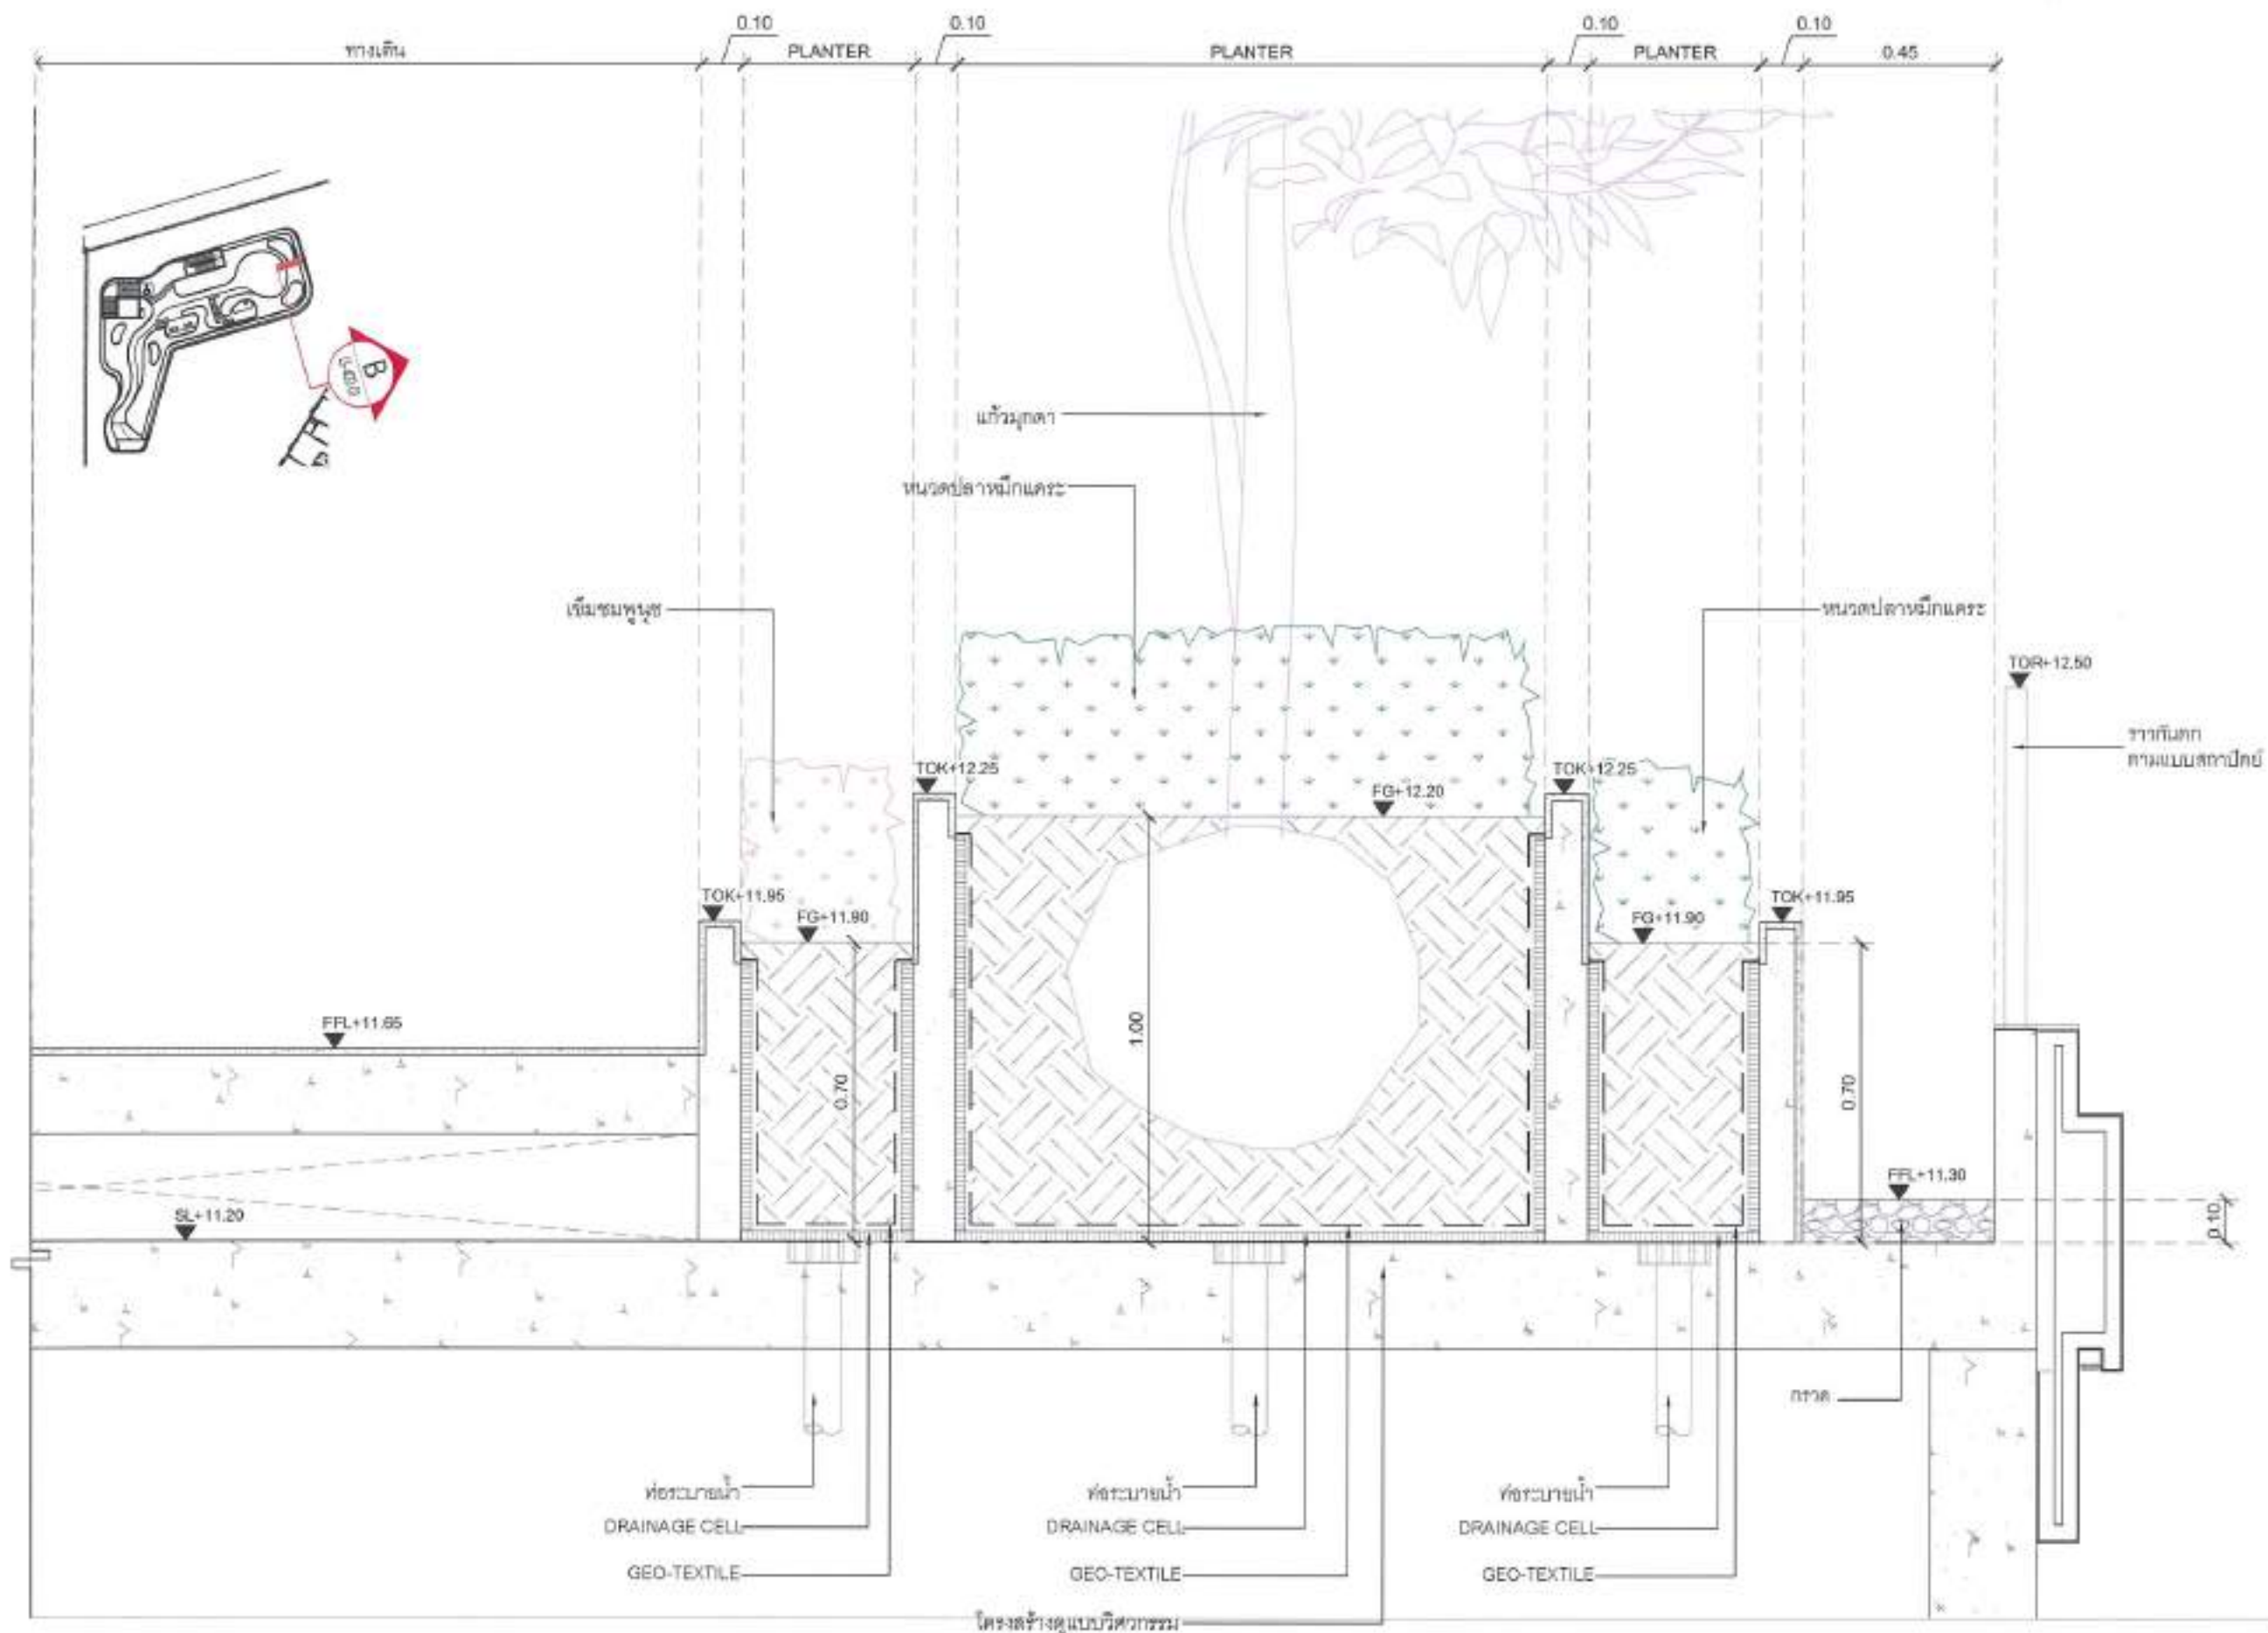 0.10
0.10
0.10
0.10
ทางเดิน
PLANTER
PLANTER
PLANTER
0.45
B
แก้วมุกดา
หนวดปลาหมึกแคระ
เข็มชมพูนุช
หนวดปลาหมึกแคระ
TOR+12.50
ราวกันตก
ตามแบบสถาปัตย์
TOK+12.25
FG+12.20
TOK+12.25
TOK+11.95
FG+11.90
FG+11.90
TOK+11.95
FFL+11.65
0.70
1.00
0.70
FFL+11.30
SL+11.20
0.10
กรวด
ท่อระบายน้ำ
ท่อระบายน้ำ
ท่อระบายน้ำ
DRAINAGE CELL
DRAINAGE CELL
DRAINAGE CELL
GEO-TEXTILE
GEO-TEXTILE
GEO-TEXTILE
โครงสร้างดูแบบวิศวกรรม